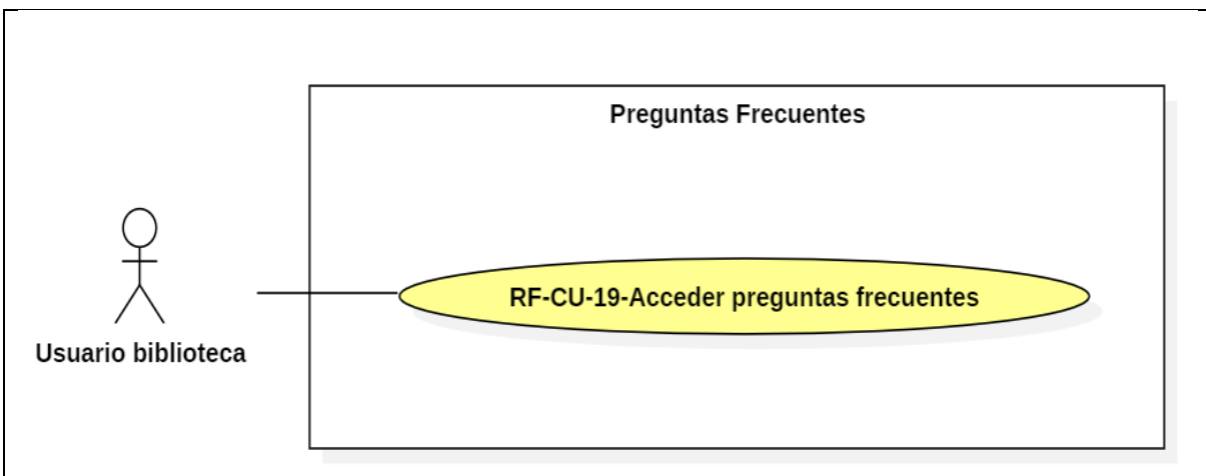 Preguntas Frecuentes
RF-CU-19-Acceder preguntas frecuentes
Usuario biblioteca